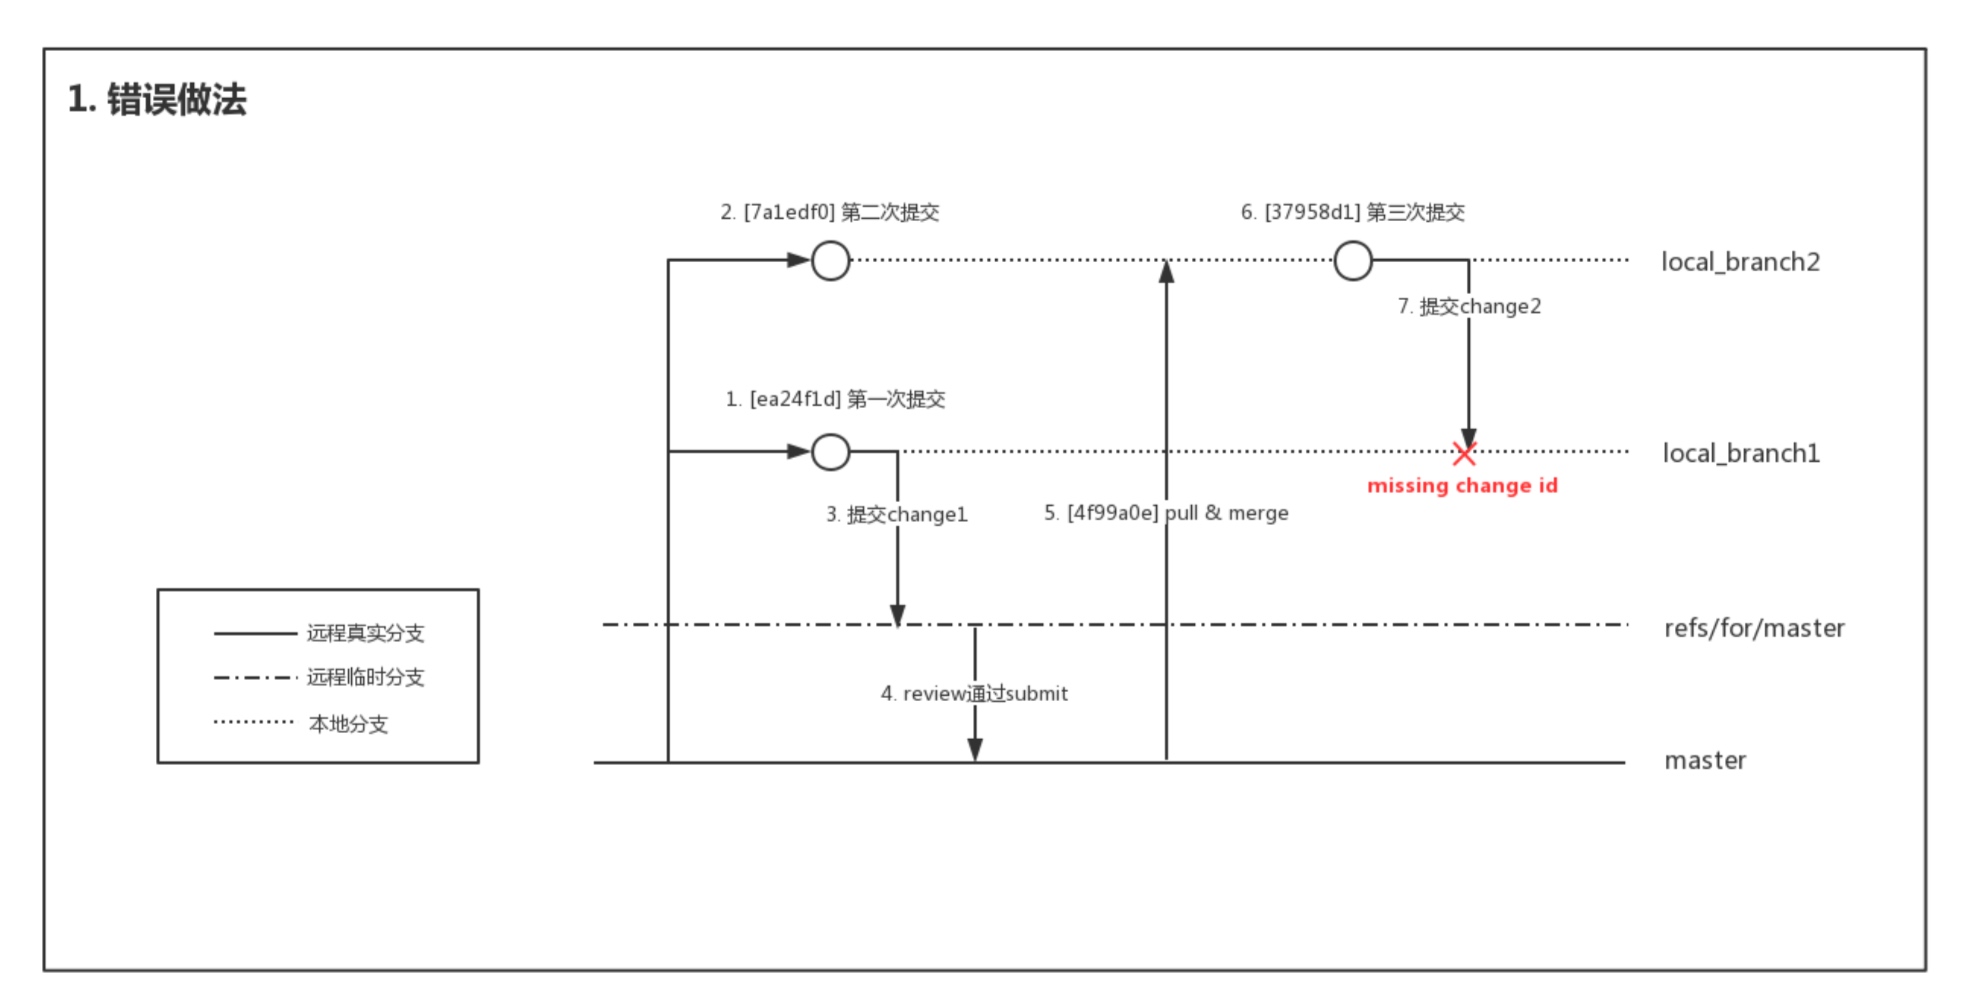 1. 错误做法
2. [7a1edf0] 第二次提交
6. [37958d1] 第三次提交
local_branch2
7. 提交change2
1. [ea24f1d] 第一次提交
local_branch1
missing change id
3. 提交change1
5. [4f99a0e] pull & merge
refs/for/master
远程真实分支
远程临时分支
本地分支
4. review通过submit
master